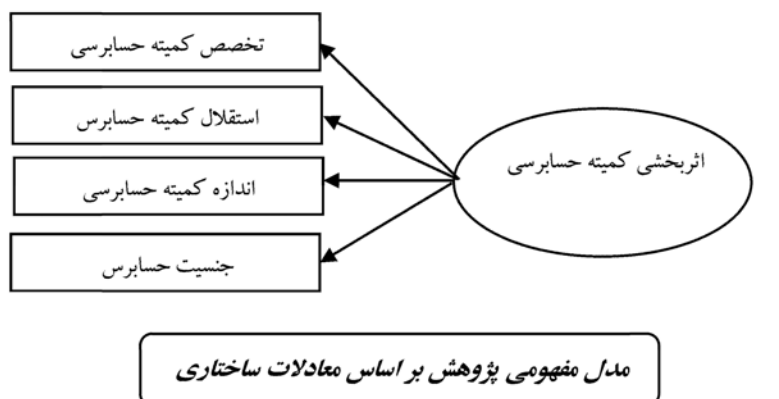 تخصص کمیته حسابرسی
استقلال کمیته حسابرس
اثربخشی کمیته حسابرسی
اندازه کمیته حسابرسی
جنسیت حسابرس
مدل مفهومی پژوهش بر اساس معادلات ساختاری